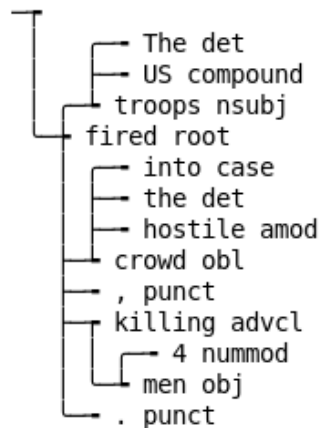 The det
US compound
troops nsubj
fired root
into case
the det
hostile amod
crowd obl
, punct
killing advcl
4 nummod
men obj
. punct